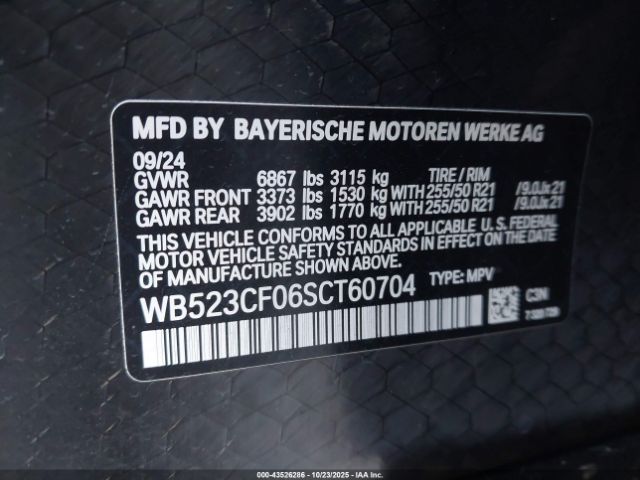 MFD BY BAYERISCHE MOTOREN WERKE AG
09/24
GVWR 6867 lbs 3115 kg TIRE / RIM
GAWR FRONT 3373 lbs 1530 kg WITH 255/50 R21 /9.0Jx21
GAWR REAR 3902 lbs 1770 kg WITH 255/50 R21 /9.0Jx21
THIS VEHICLE CONFORMS TO ALL APPLICABLE U. S. FEDERAL
MOTOR VEHICLE SAFETY STANDARDS IN EFFECT ON THE DATE
OF MANUFACTURE SHOWN ABOVE.
WB523CF06SCT60704 TYPE: MPV
C3N
000-43526286 - 10/23/2025 - © IAA Inc.